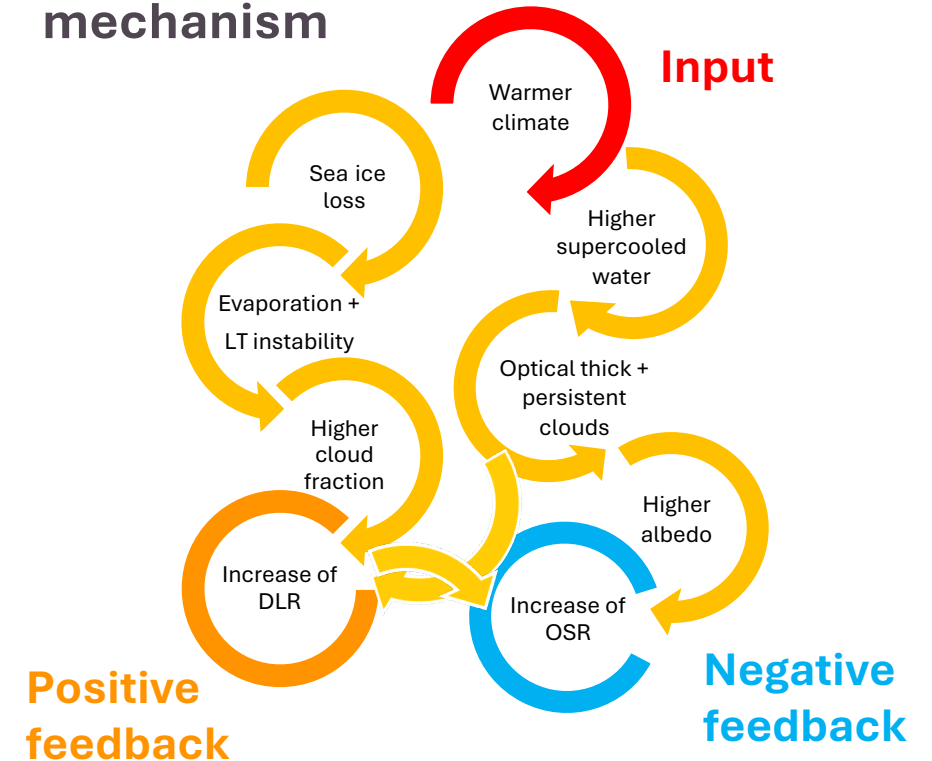 mechanism
Input
Warmer
climate
Sea ice
loss
Higher
supercooled
water
Evaporation +
LT instability
Optical thick +
persistent
clouds
Higher
cloud
fraction
Higher
albedo
Increase of
DLR
Increase of
OSR
Positive
feedback
Negative
feedback